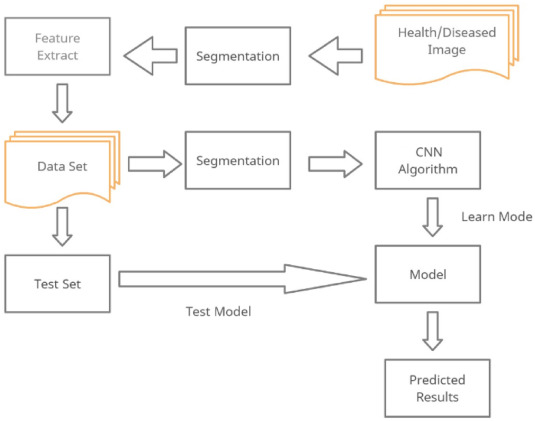 Feature
Extract
Segmentation
Health/Diseased
Image
Data Set
Segmentation
CNN
Algorithm
Learn Mode
Test Set
Test Model
Model
Predicted
Results